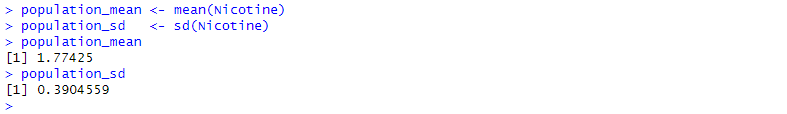 > population_mean <- mean(Nicotine)
> population_sd   <- sd(Nicotine)
> population_mean
[1] 1.77425
> population_sd
[1] 0.3904559
>